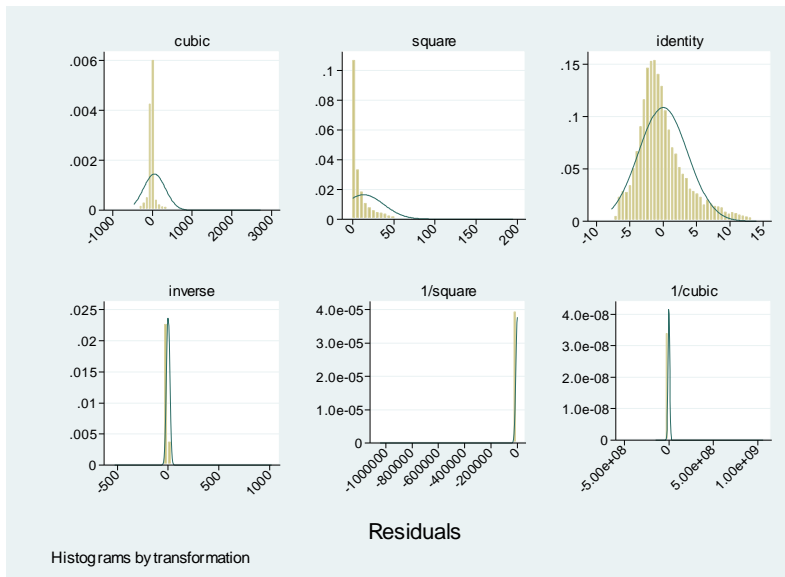 cubic
square
identity
.006
.004
.002
0
-1000
0
1000
2000
3000
.1
.08
.06
.04
.02
0
0
50
100
150
200
.15
.1
.05
0
-10
-5
0
5
10
15
inverse
1/square
1/cubic
.025
.02
.015
.01
.005
0
-500
0
500
1000
4.0e-05
3.0e-05
2.0e-05
1.0e-05
0
-1000000
-800000
-600000
-400000
-200000
0
4.0e-08
3.0e-08
2.0e-08
1.0e-08
0
-5.00e+08
0
5.00e+08
1.00e+09
Residuals
Histograms by transformation